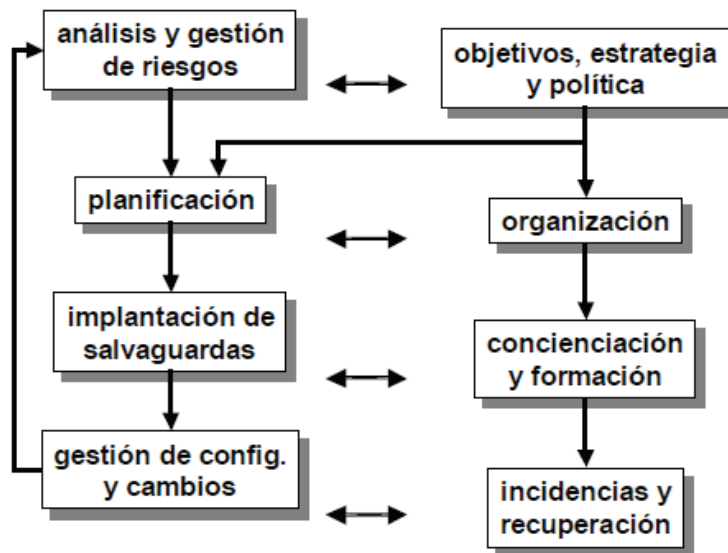 análisis y gestión
de riesgos
objetivos, estrategia
y política
planificación
organización
implantación de
salvaguardas
concienciación
y formación
gestión de config.
y cambios
incidencias y
recuperación